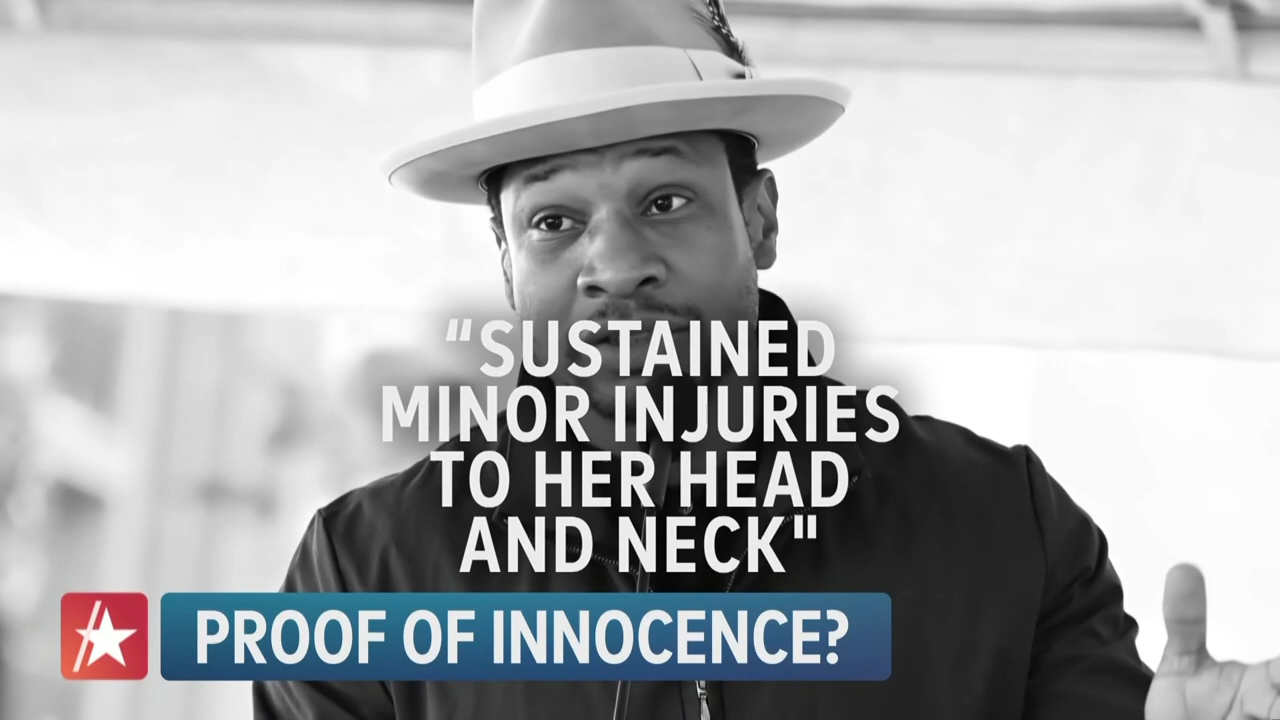 "SUSTAINED
MINOR INJURIES
TO HER HEAD
AND NECK"
PROOF OF INNOCENCE?